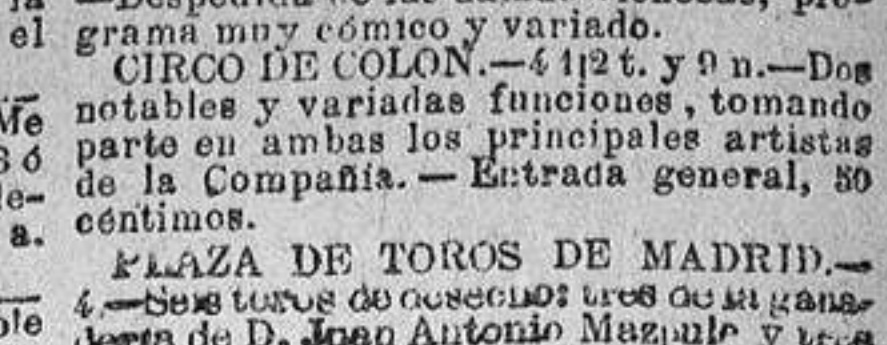 el grama muy cómico y variado.
CIRCO DE COLON.—4 1|2 t. y 9 n.—Dos
notables y variadas funciones, tomando
parte en ambas los principales artistas
de la Compañía.—Entrada general, 50
céntimos.
a.
PLAZA DE TOROS DE MADRID.—
4.—Seis toros de desecho: tres de la gana-
dería de D. Juan Antonio Mazpule y tres